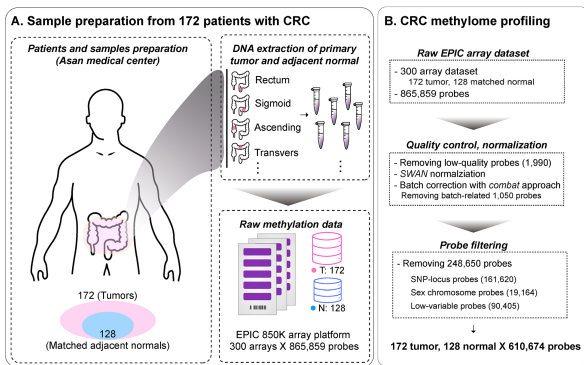 A. Sample preparation from 172 patients with CRC
Patients and samples preparation
(Asan medical center)
172 (Tumors)
128
(Matched adjacent normals)
DNA extraction of primary
tumor and adjacent normal
Rectum
Sigmoid
Ascending
Transvers
Raw methylation data
T: 172
N: 128
EPIC 850K array platform
300 arrays X 865,859 probes
B. CRC methylome profiling
Raw EPIC array dataset
- 300 array dataset
172 tumor, 128 matched normal
- 865,859 probes
Quality control, normalization
- Removing low-quality probes (1,990)
- SWAN normalziation
- Batch correction with combat approach
Removing batch-related 1,050 probes
Probe filtering
- Removing 248,650 probes
SNP-locus probes (161,620)
Sex chromosome probes (19,164)
Low-variable probes (90,405)
172 tumor, 128 normal X 610,674 probes